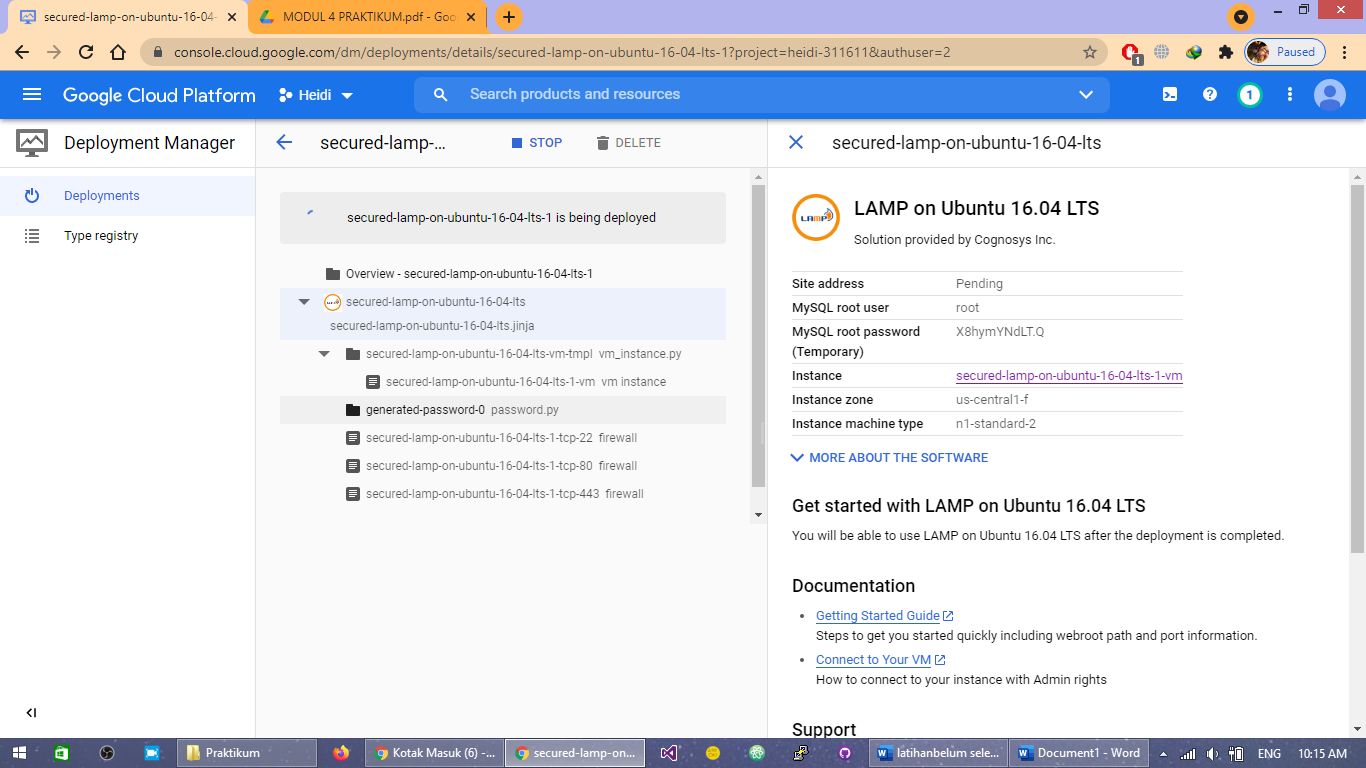 secured-lamp-on-ubuntu-16-04-
MODUL 4 PRAKTIKUM.pdf - Goo
console.cloud.google.com/dm/deployments/details/secured-lamp-on-ubuntu-16-04-lts-1?project=heidi-311611&authuser=2
1
Paused
Google Cloud Platform
Heidi
Search products and resources
1
Deployment Manager
secured-lamp-...
STOP
DELETE
secured-lamp-on-ubuntu-16-04-lts
Deployments
Type registry
secured-lamp-on-ubuntu-16-04-lts-1 is being deployed
Overview - secured-lamp-on-ubuntu-16-04-lts-1
secured-lamp-on-ubuntu-16-04-lts
secured-lamp-on-ubuntu-16-04-lts.jinja
secured-lamp-on-ubuntu-16-04-lts-vm-tmpl vm_instance.py
secured-lamp-on-ubuntu-16-04-lts-1-vm vm instance
generated-password-0 password.py
secured-lamp-on-ubuntu-16-04-lts-1-tcp-22 firewall
secured-lamp-on-ubuntu-16-04-lts-1-tcp-80 firewall
secured-lamp-on-ubuntu-16-04-lts-1-tcp-443 firewall
LAMP
LAMP on Ubuntu 16.04 LTS
Solution provided by Cognosys Inc.
Site address Pending
MySQL root user root
MySQL root password X8hymYNdLT.Q
(Temporary)
Instance secured-lamp-on-ubuntu-16-04-lts-1-vm
Instance zone us-central1-f
Instance machine type n1-standard-2
MORE ABOUT THE SOFTWARE
Get started with LAMP on Ubuntu 16.04 LTS
You will be able to use LAMP on Ubuntu 16.04 LTS after the deployment is completed.
Documentation
Getting Started Guide
Steps to get you started quickly including webroot path and port information.
Connect to Your VM
How to connect to your instance with Admin rights
Support
Praktikum
Kotak Masuk (6) -...
secured-lamp-on...
latihanbelum sele...
Document1 - Word
ENG
10:15 AM